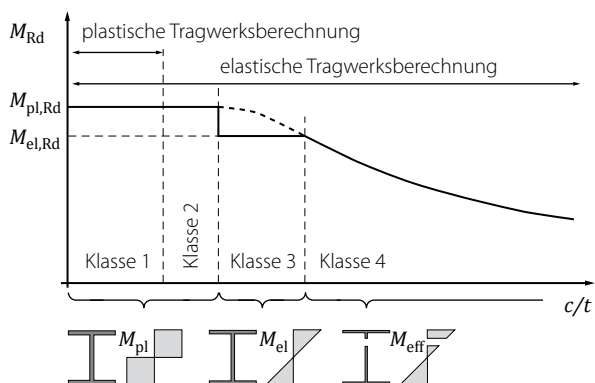 M_Rd
plastische Tragwerksberechnung
elastische Tragwerksberechnung
M_pl,Rd
M_el,Rd
Klasse 1
Klasse 2
Klasse 3
Klasse 4
c/t
M_pl
M_el
M_eff